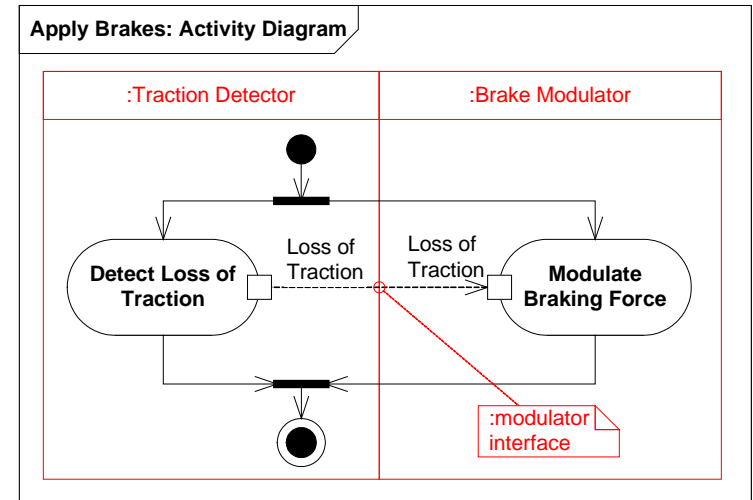 Apply Brakes: Activity Diagram
:Traction Detector
:Brake Modulator
Detect Loss of
Traction
Loss of
Traction
Loss of
Traction
Modulate
Braking Force
:modulator
interface